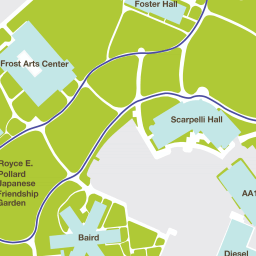 Foster Hall
Frost Arts Center
Scarpelli Hall
Royce E.
Pollard
Japanese
Friendship
Garden
AA1
Baird
Diesel